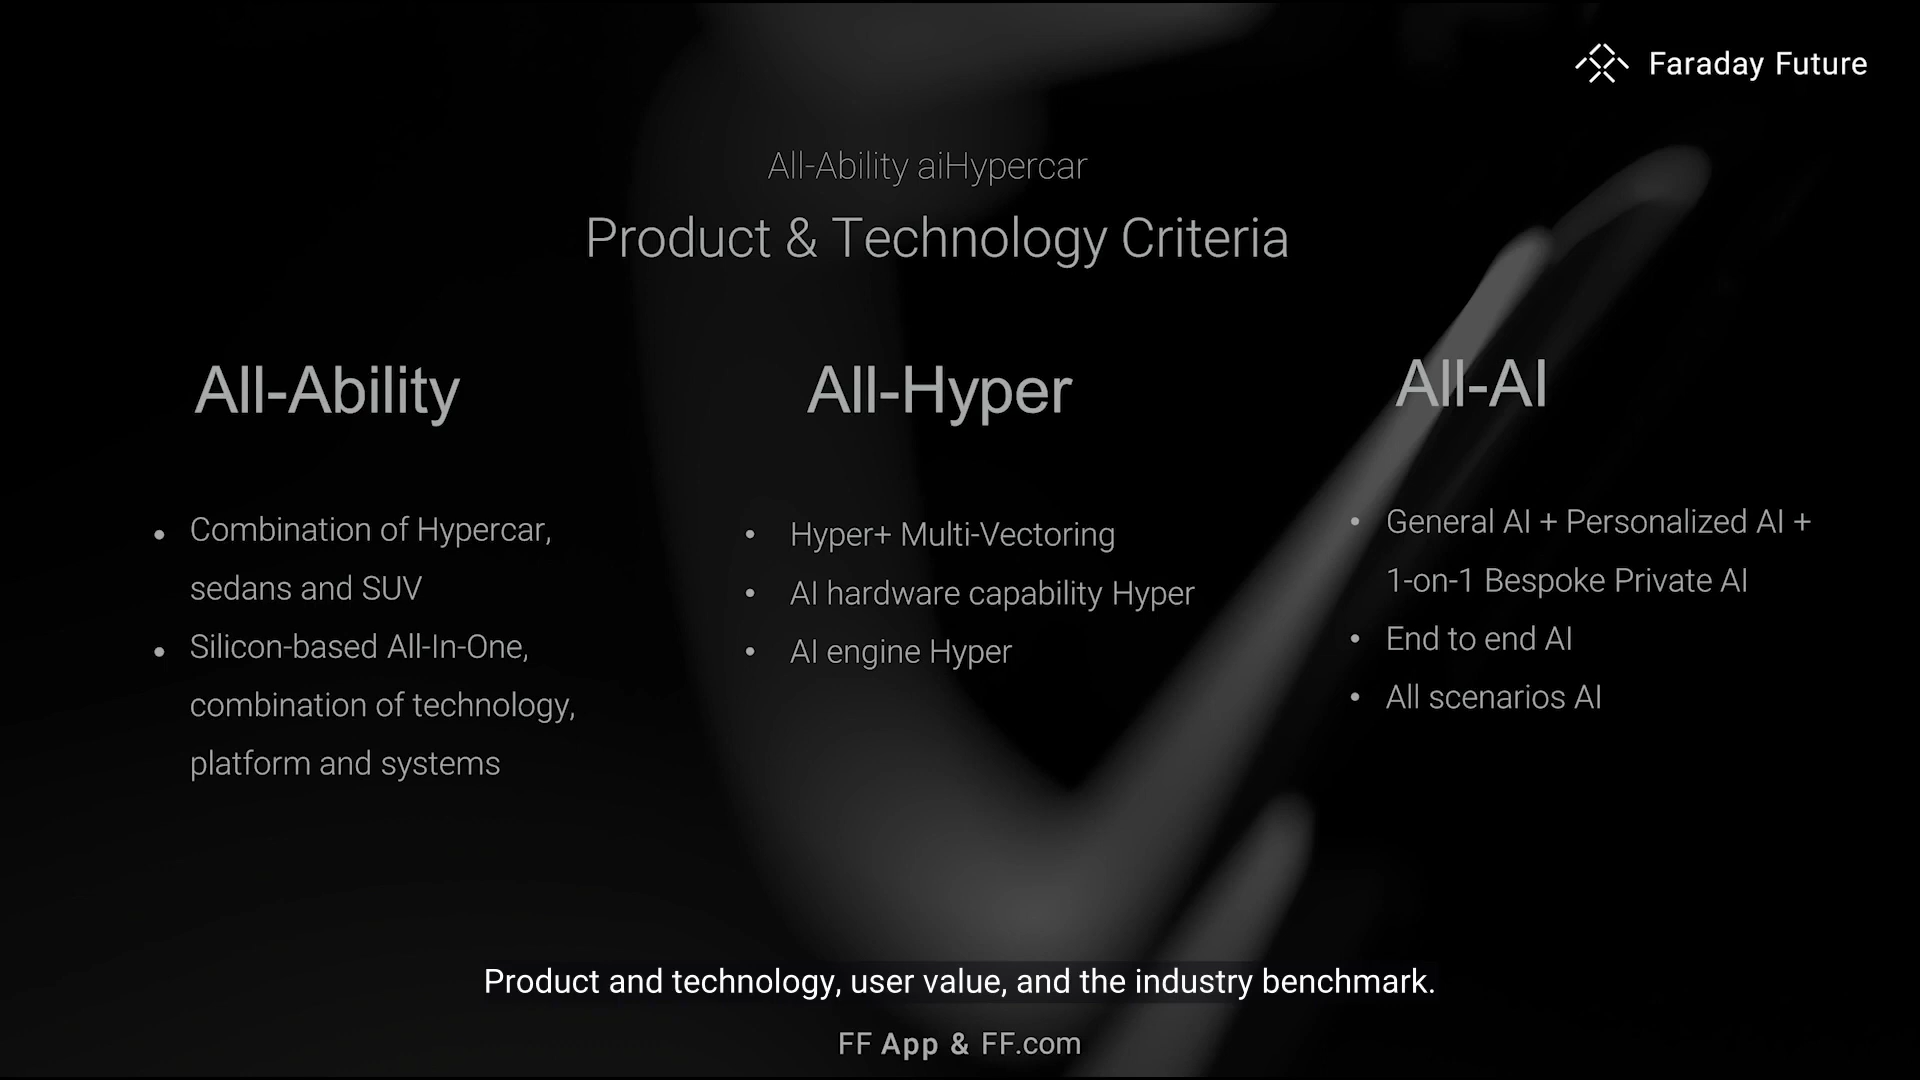 Faraday Future
All-Ability aiHypercar
Product & Technology Criteria
All-Ability
• Combination of Hypercar,
sedans and SUV
• Silicon-based All-In-One,
combination of technology,
platform and systems
All-Hyper
• Hyper+ Multi-Vectoring
• AI hardware capability Hyper
• AI engine Hyper
All-AI
• General AI + Personalized AI +
1-on-1 Bespoke Private AI
• End to end AI
• All scenarios AI
Product and technology, user value, and the industry benchmark.
FF App & FF.com